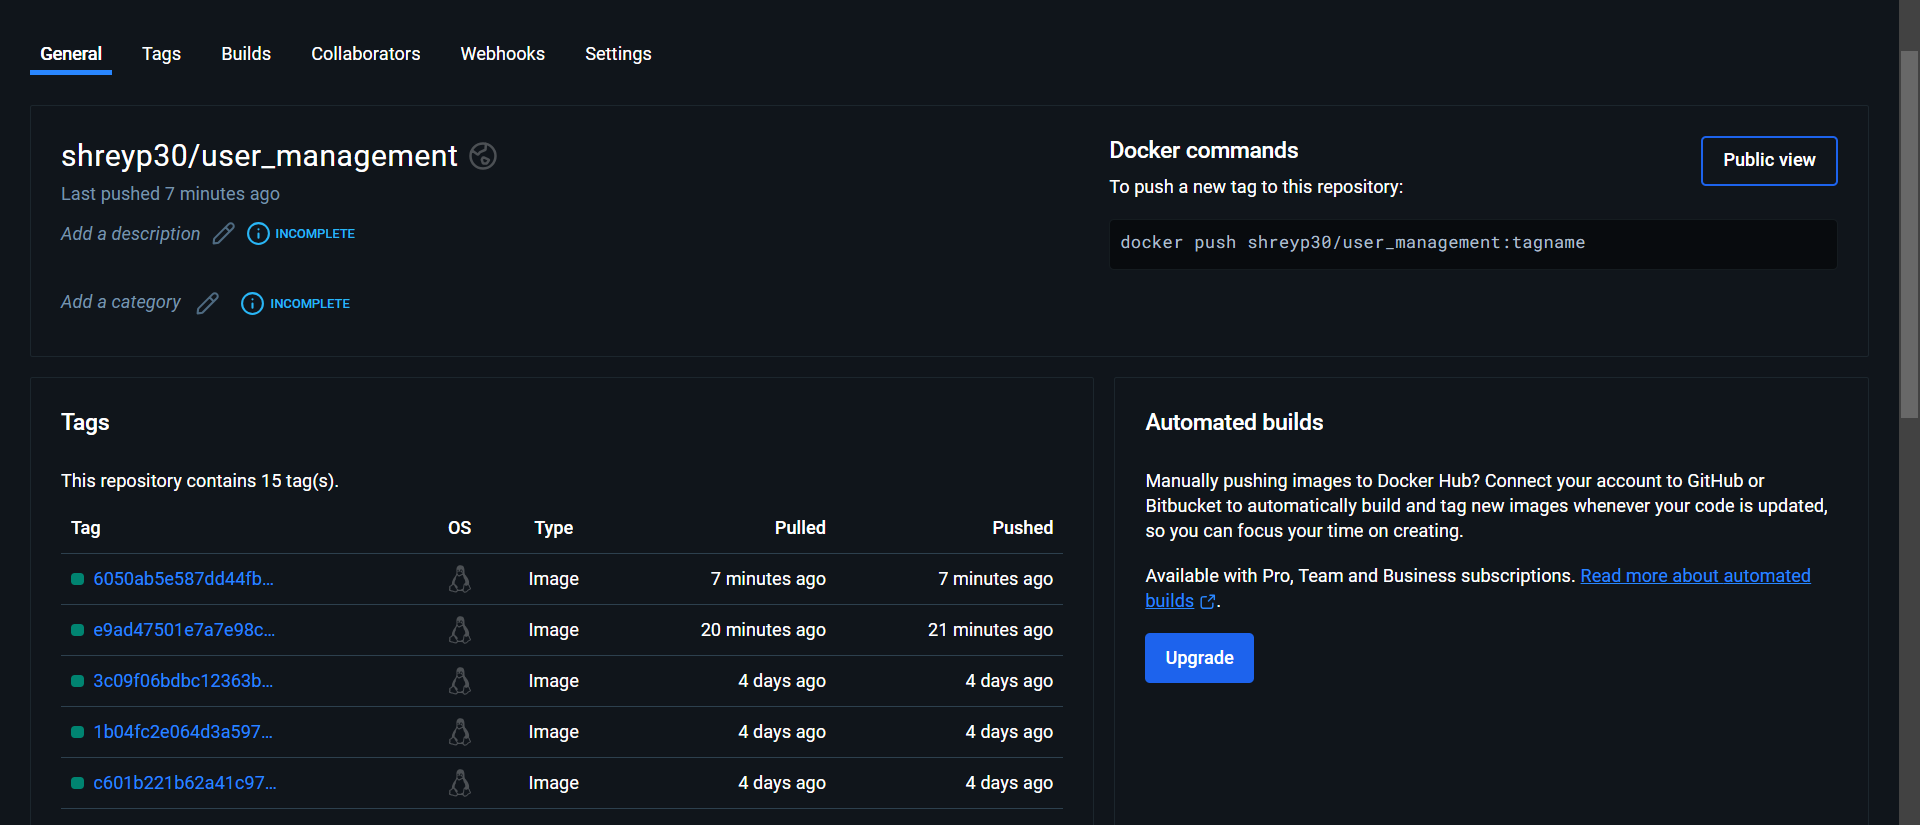 General Tags Builds Collaborators Webhooks Settings
shreyp30/user_management
Last pushed 7 minutes ago
Add a description INCOMPLETE
Add a category INCOMPLETE
Docker commands
Public view
To push a new tag to this repository:
docker push shreyp30/user_management:tagname
Tags
This repository contains 15 tag(s).
Tag OS Type Pulled Pushed
6050ab5e587dd44fb... Image 7 minutes ago 7 minutes ago
e9ad47501e7a7e98c... Image 20 minutes ago 21 minutes ago
3c09f06bdbc12363b... Image 4 days ago 4 days ago
1b04fc2e064d3a597... Image 4 days ago 4 days ago
c601b221b62a41c97... Image 4 days ago 4 days ago
Automated builds
Manually pushing images to Docker Hub? Connect your account to GitHub or
Bitbucket to automatically build and tag new images whenever your code is updated,
so you can focus your time on creating.
Available with Pro, Team and Business subscriptions. Read more about automated
builds.
Upgrade